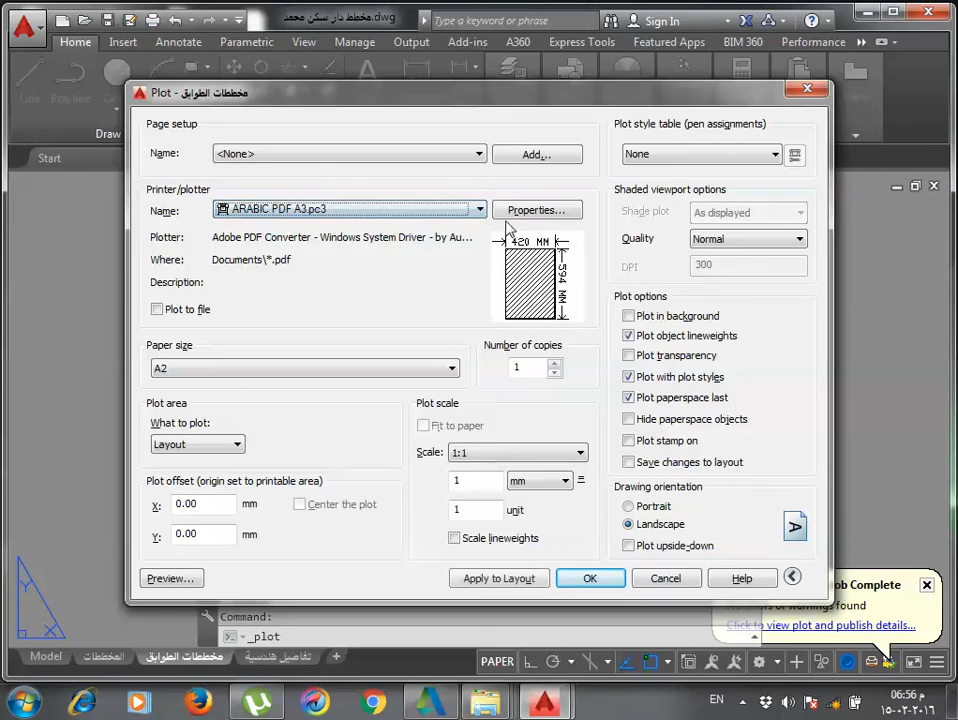 مخطط دار سكن محمد.dwg
Type a keyword or phrase
Sign In
Home Insert Annotate Parametric View Manage Output Add-ins A360 Express Tools Featured Apps BIM 360 Performance
Line
Polyline
Draw
Start
Plot - مخططات الطوابق
Page setup
Name: <None> Add...
Printer/plotter
Name: ARABIC PDF A3.pc3 Properties...
Plotter: Adobe PDF Converter - Windows System Driver - by Au...
Where: Documents\*.pdf
Description:
Plot to file
420 MM
594 MM
Paper size
A2
Number of copies
1
Plot area
What to plot:
Layout
Plot scale
Fit to paper
Scale: 1:1
1 mm =
1 unit
Scale lineweights
Plot offset (origin set to printable area)
X: 0.00 mm
Center the plot
Y: 0.00 mm
Plot style table (pen assignments)
None
Shaded viewport options
Shade plot As displayed
Quality Normal
DPI 300
Plot options
Plot in background
Plot object lineweights
Plot transparency
Plot with plot styles
Plot paperspace last
Hide paperspace objects
Plot stamp on
Save changes to layout
Drawing orientation
Portrait
Landscape
Plot upside-down
A
Preview... Apply to Layout OK Cancel Help
ob Complete
found
Click to view plot and publish details...
Y
X
Command:
_plot
Model المخططات مخططات الطوابق تفاصيل هندسية
PAPER
EN
06:56 م
١٥-٠٢-٢٠١٦